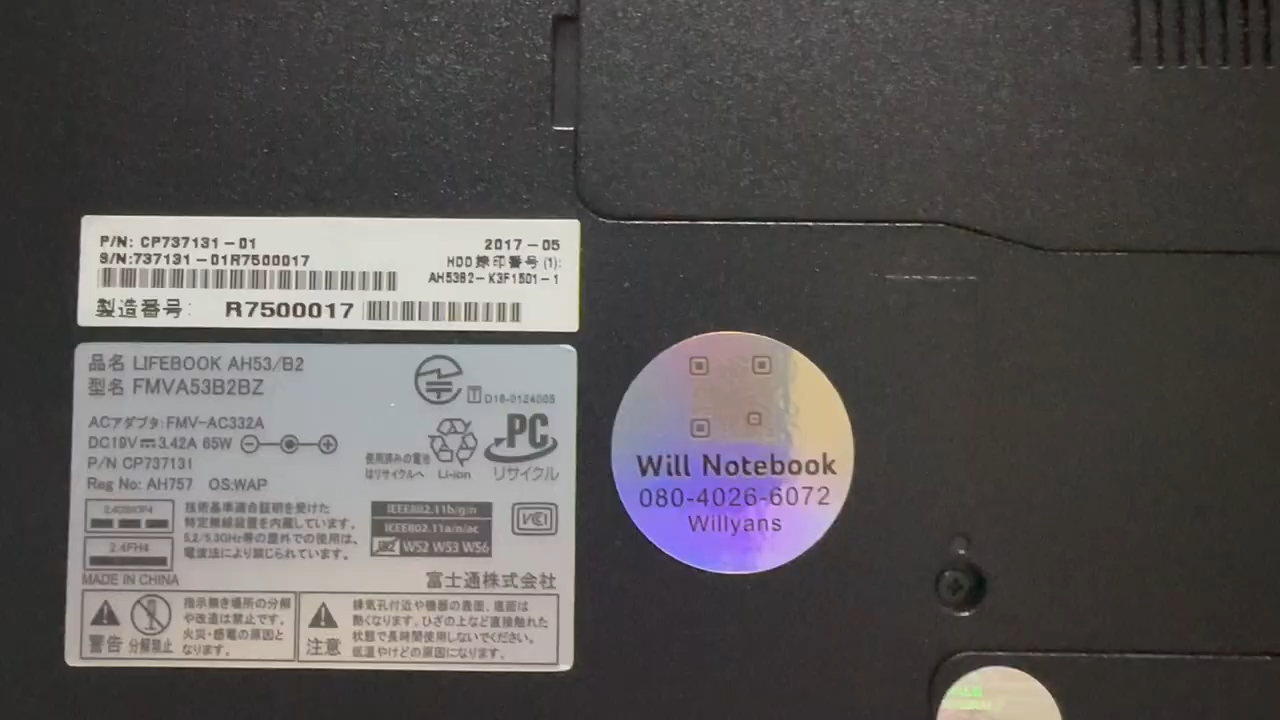 P/N: CP737131-01
2017-05
S/N:737131-01R7500017
HDD 録印番号 (1):
AH53B2-K3F1501-1
製造番号: R7500017
品名 LIFEBOOK AH53/B2
型名 FMVA53B2BZ
D16-0124005
ACアダプタ:FMV-AC332A
DC19V 3.42A 65W
P/N CP737131
Reg No: AH757 OS:WAP
使用済みの電池
はリサイクルへ
Li-ion
PC
リサイクル
技術基準適合証明を受けた
特定無線装置を内蔵しています。
5.2/5.3GHz等の屋外での使用は、
電波法により禁じられています。
2.4FH4
IEEE802.11b/g/n
IEEE802.11a/n/ac
W52 W53 W56
VCI
MADE IN CHINA
富士通株式会社
警告
分解禁止
指示無き場所の分解
や改造は禁止です。
火災・感電の原因と
なります。
注意
排気孔付近や機器の表面、底面は
熱くなります。ひざの上など直接触れた
状態で長時間使用しないでください。
低温やけどの原因になります。
Will Notebook
080-4026-6072
Willyans